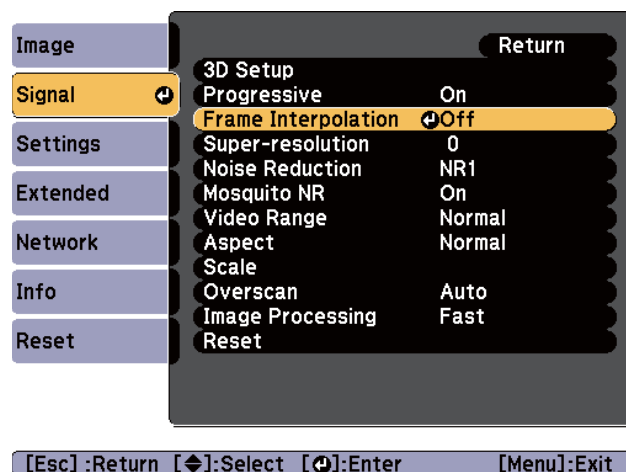 Image
Signal
Settings
Extended
Network
Info
Reset
Return
3D Setup
Progressive On
Frame Interpolation Off
Super-resolution 0
Noise Reduction NR1
Mosquito NR On
Video Range Normal
Aspect Normal
Scale
Overscan Auto
Image Processing Fast
Reset
[Esc] :Return [◆]:Select [↵]:Enter [Menu]:Exit